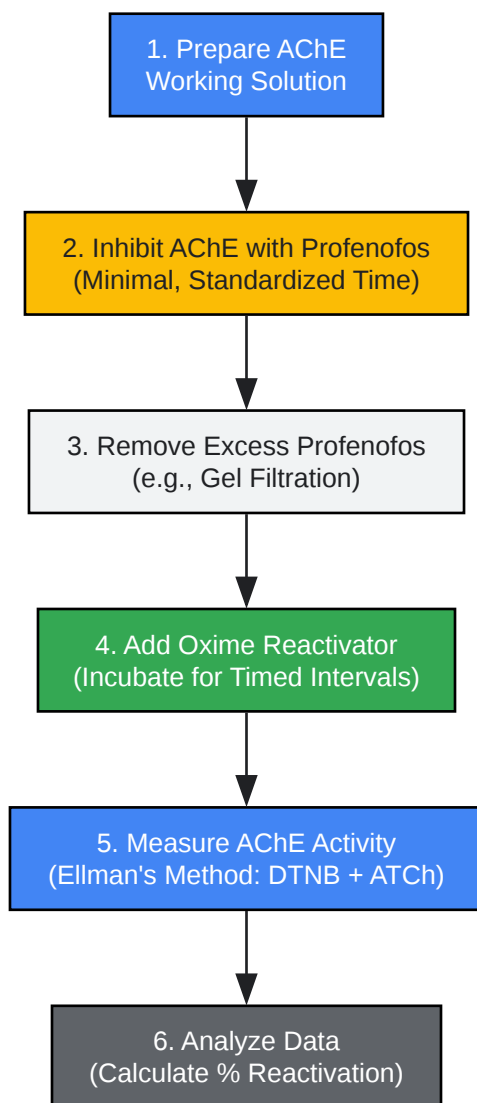 1. Prepare AChE
Working Solution
2. Inhibit AChE with Profenofos
(Minimal, Standardized Time)
3. Remove Excess Profenofos
(e.g., Gel Filtration)
4. Add Oxime Reactivator
(Incubate for Timed Intervals)
5. Measure AChE Activity
(Ellman's Method: DTNB + ATCh)
6. Analyze Data
(Calculate % Reactivation)